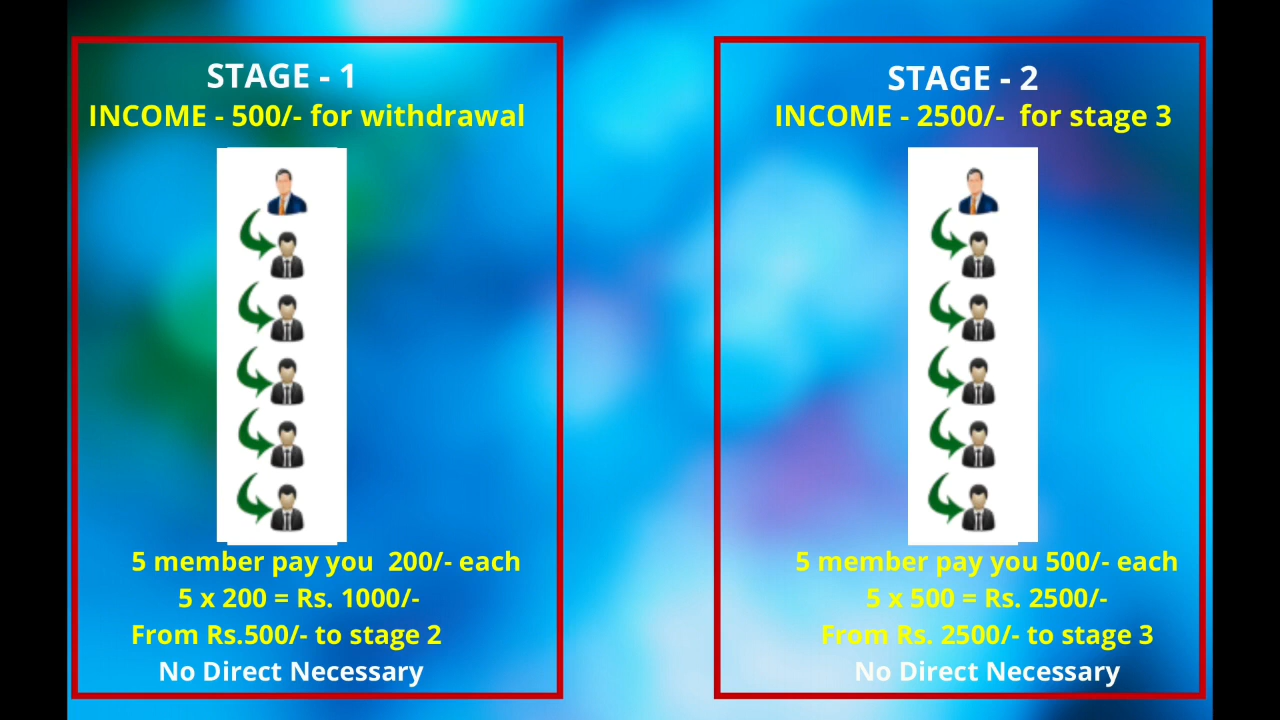 STAGE - 1
INCOME - 500/- for withdrawal
5 member pay you 200/- each
5 x 200 = Rs. 1000/-
From Rs.500/- to stage 2
No Direct Necessary
STAGE - 2
INCOME - 2500/- for stage 3
5 member pay you 500/- each
5 x 500 = Rs. 2500/-
From Rs. 2500/- to stage 3
No Direct Necessary